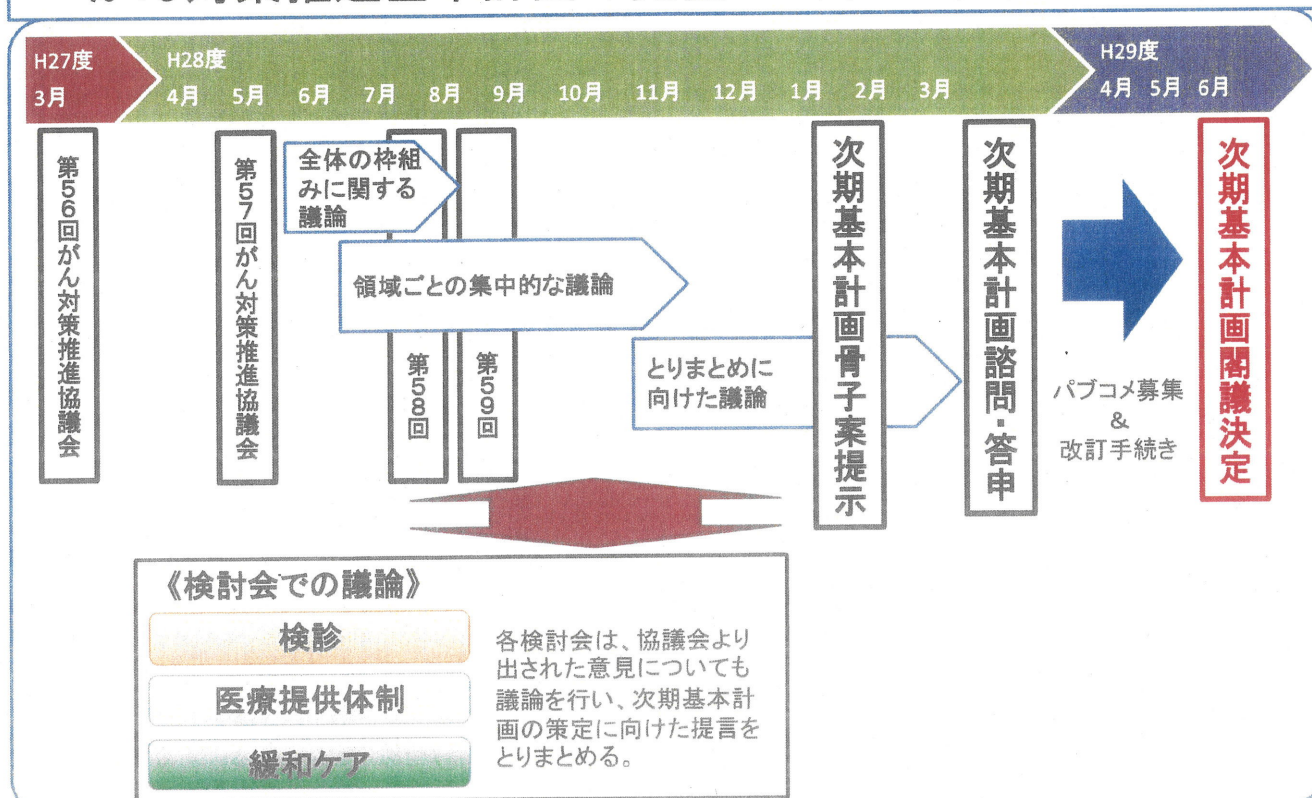 H27度
3月
H28度
4月 5月 6月 7月 8月 9月 10月 11月 12月 1月 2月 3月
H29度
4月 5月 6月
第56回がん対策推進協議会
第57回がん対策推進協議会
全体の枠組
みに関する
議論
領域ごとの集中的な議論
第58回
第59回
とりまとめに
向けた議論
次期基本計画骨子案提示
次期基本計画諮問・答申
パブコメ募集
&
改訂手続き
次期基本計画閣議決定
《検討会での議論》
検診
医療提供体制
緩和ケア
各検討会は、協議会より
出された意見についても
議論を行い、次期基本計
画の策定に向けた提言を
とりまとめる。